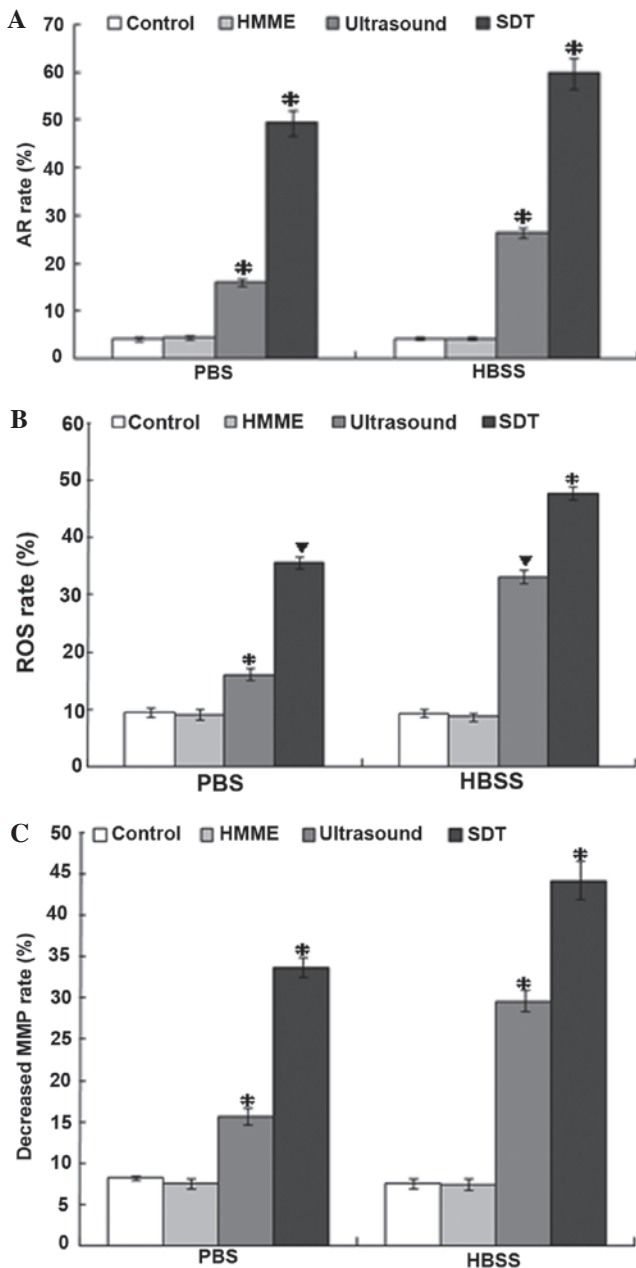 A
Control HMME Ultrasound SDT
70
60
50
40
30
20
10
0
AR rate (%)
PBS HBSS
B
Control HMME Ultrasound SDT
60
50
40
30
20
10
0
ROS rate (%)
PBS HBSS
C
Control HMME Ultrasound SDT
50
45
40
35
30
25
20
15
10
5
0
Decreased MMP rate (%)
PBS HBSS